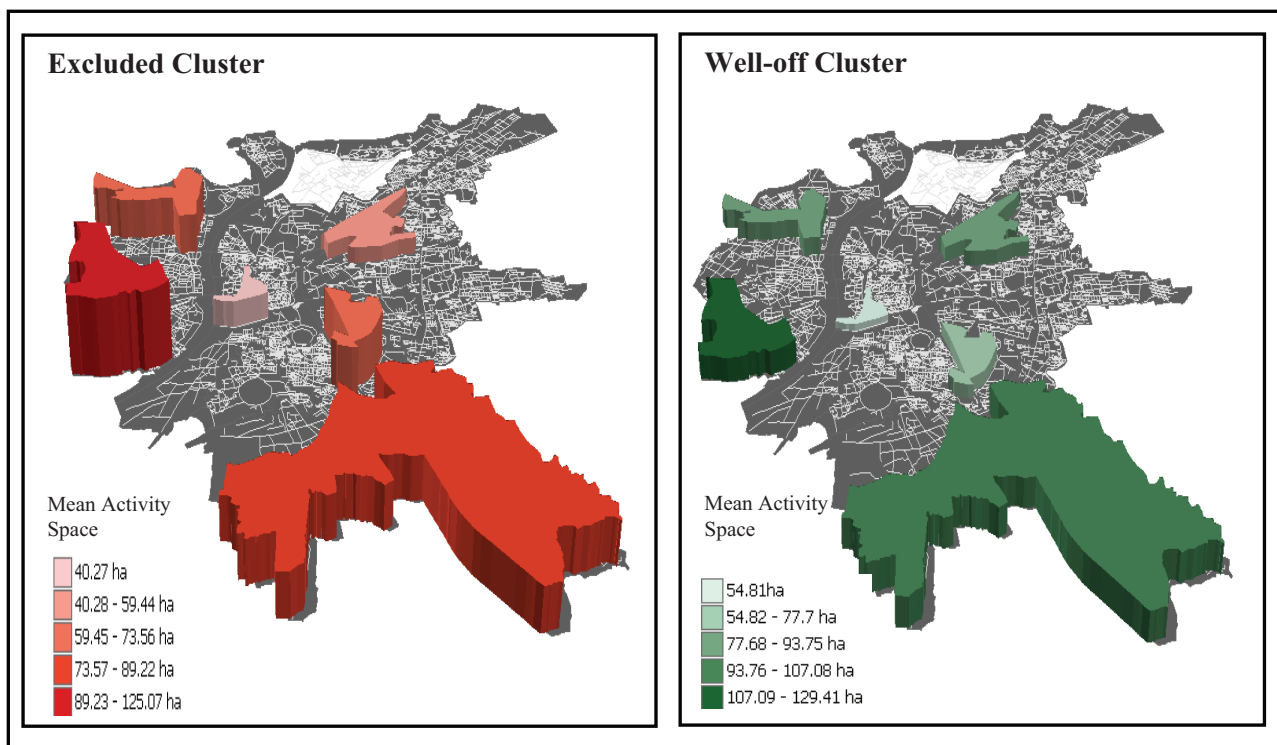 Excluded Cluster
Mean Activity
Space
40.27 ha
40.28 - 59.44 ha
59.45 - 73.56 ha
73.57 - 89.22 ha
89.23 - 125.07 ha
Well-off Cluster
Mean Activity
Space
54.81ha
54.82 - 77.7 ha
77.68 - 93.75 ha
93.76 - 107.08 ha
107.09 - 129.41 ha